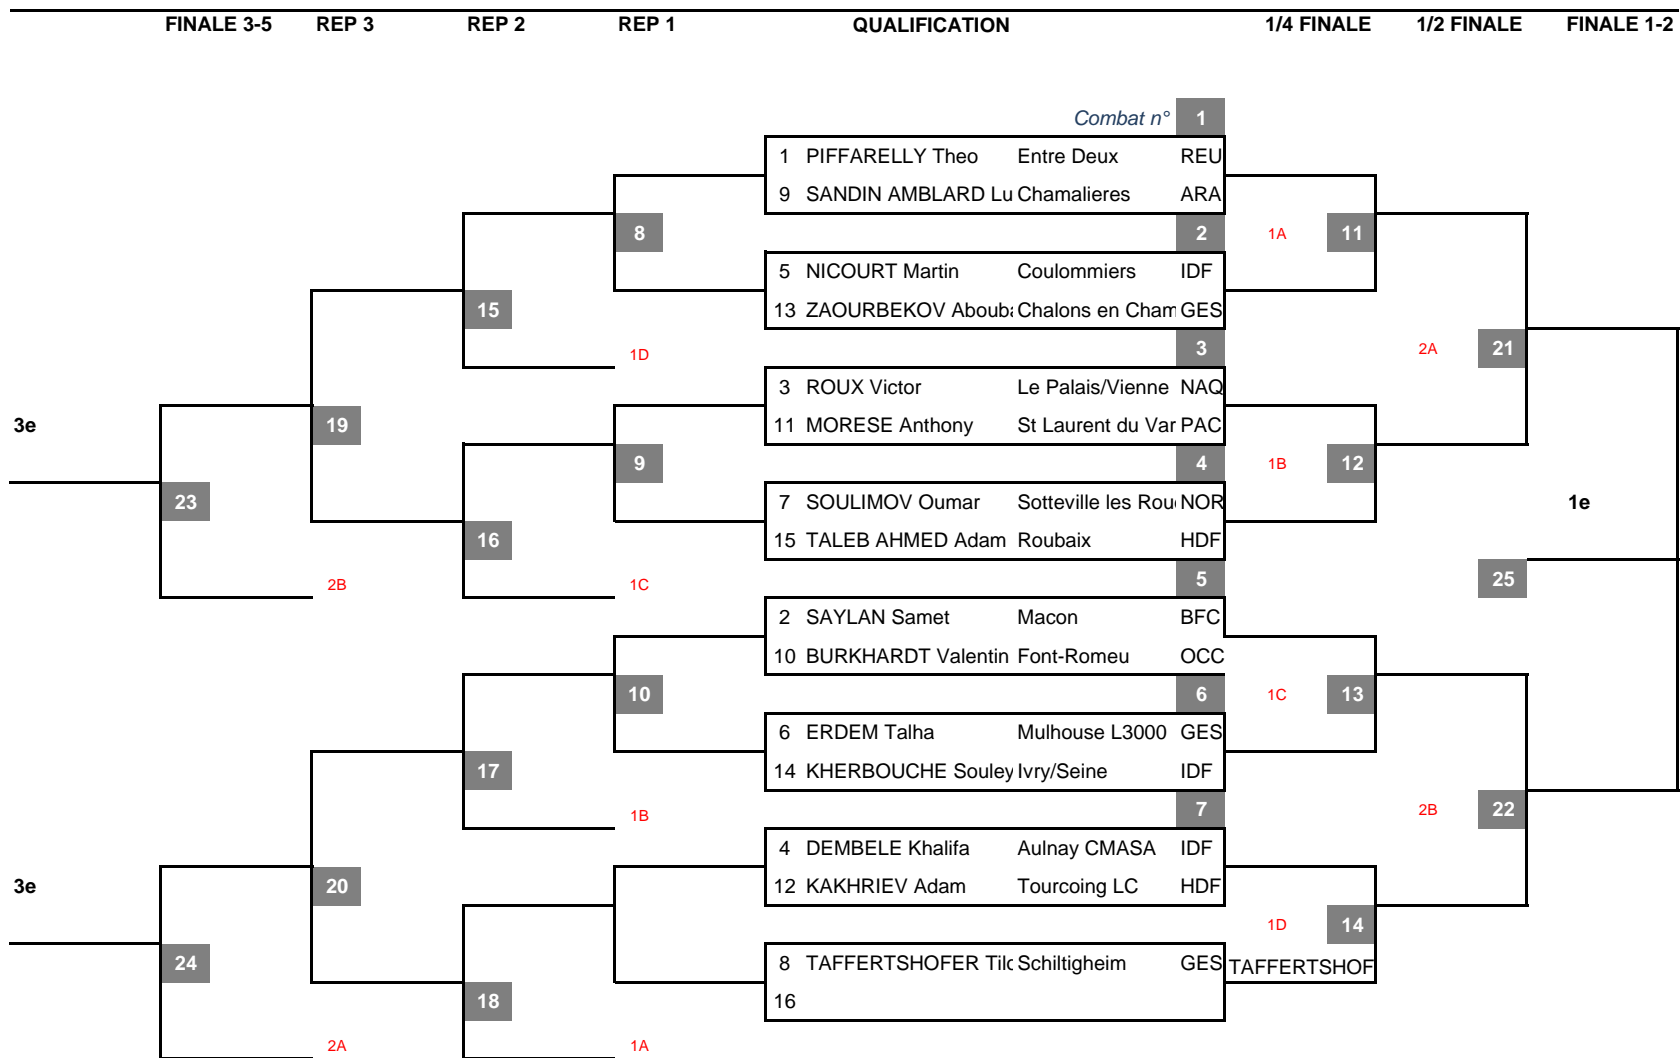 FINALE 3-5 REP 3 REP 2 REP 1 QUALIFICATION 1/4 FINALE 1/2 FINALE FINALE 1-2
Combat n° 1
1 PIFFARELLY Theo Entre Deux REU
9 SANDIN AMBLARD Lu Chamalieres ARA
8 2 1A 11
5 NICOURT Martin Coulommiers IDF
15 13 ZAOURBEKOV Abouba Chalons en Cham GES
1D 3 2A 21
3 ROUX Victor Le Palais/Vienne NAQ
3e 19 11 MORESE Anthony St Laurent du Var PAC
9 4 1B 12
23 7 SOULIMOV Oumar Sotteville les Rou NOR 1e
16 15 TALEB AHMED Adam Roubaix HDF
2B 1C 5 25
2 SAYLAN Samet Macon BFC
10 BURKHARDT Valentin Font-Romeu OCC
10 6 1C 13
6 ERDEM Talha Mulhouse L3000 GES
17 14 KHERBOUCHE Souley Ivry/Seine IDF
1B 7 2B 22
4 DEMBELE Khalifa Aulnay CMASA IDF
3e 20 12 KAKHRIEV Adam Tourcoing LC HDF
1D 14
24 8 TAFFERTSHOFER Tilo Schiltigheim GES TAFFERTSHOF
18 16
2A 1A